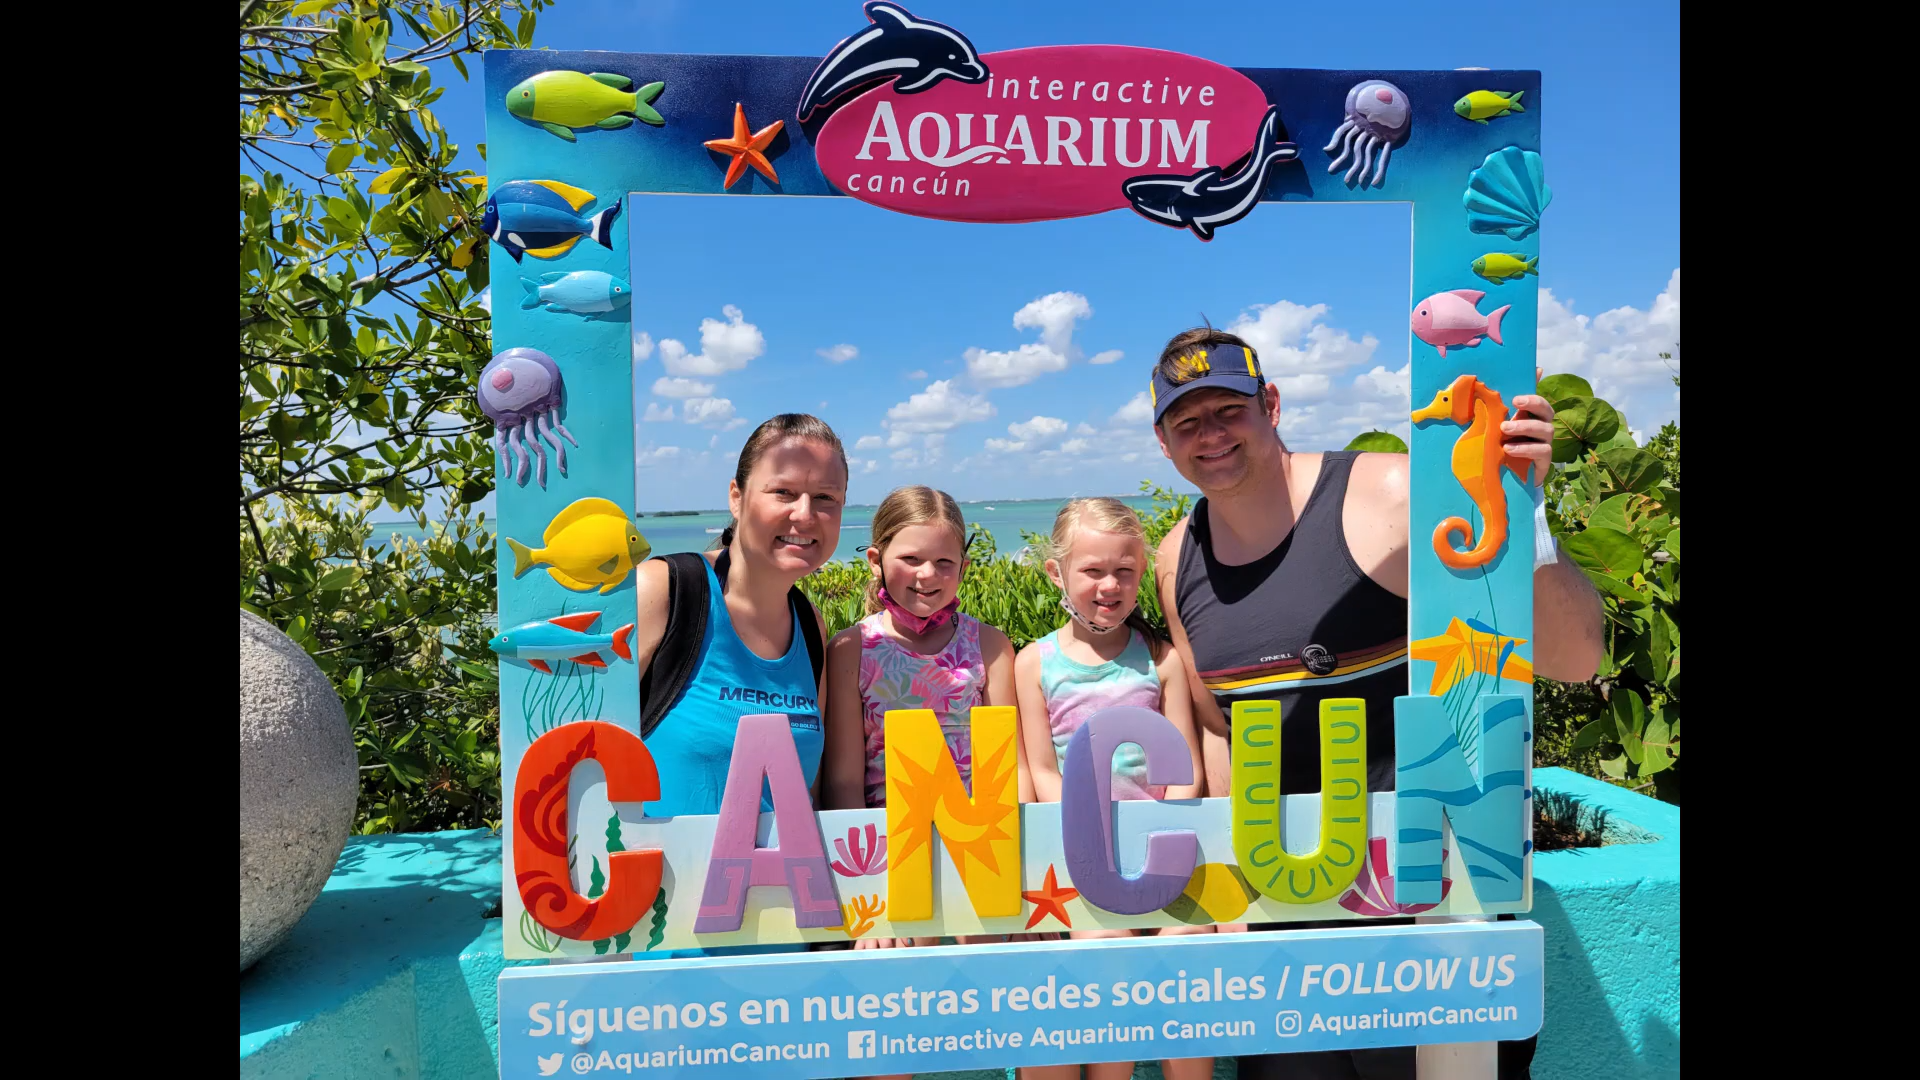 interactive
AQUARIUM
cancún
M
MERCURY
O'NEILL
CANCUN
Síguenos en nuestras redes sociales / FOLLOW US
@AquariumCancun Interactive Aquarium Cancun AquariumCancun